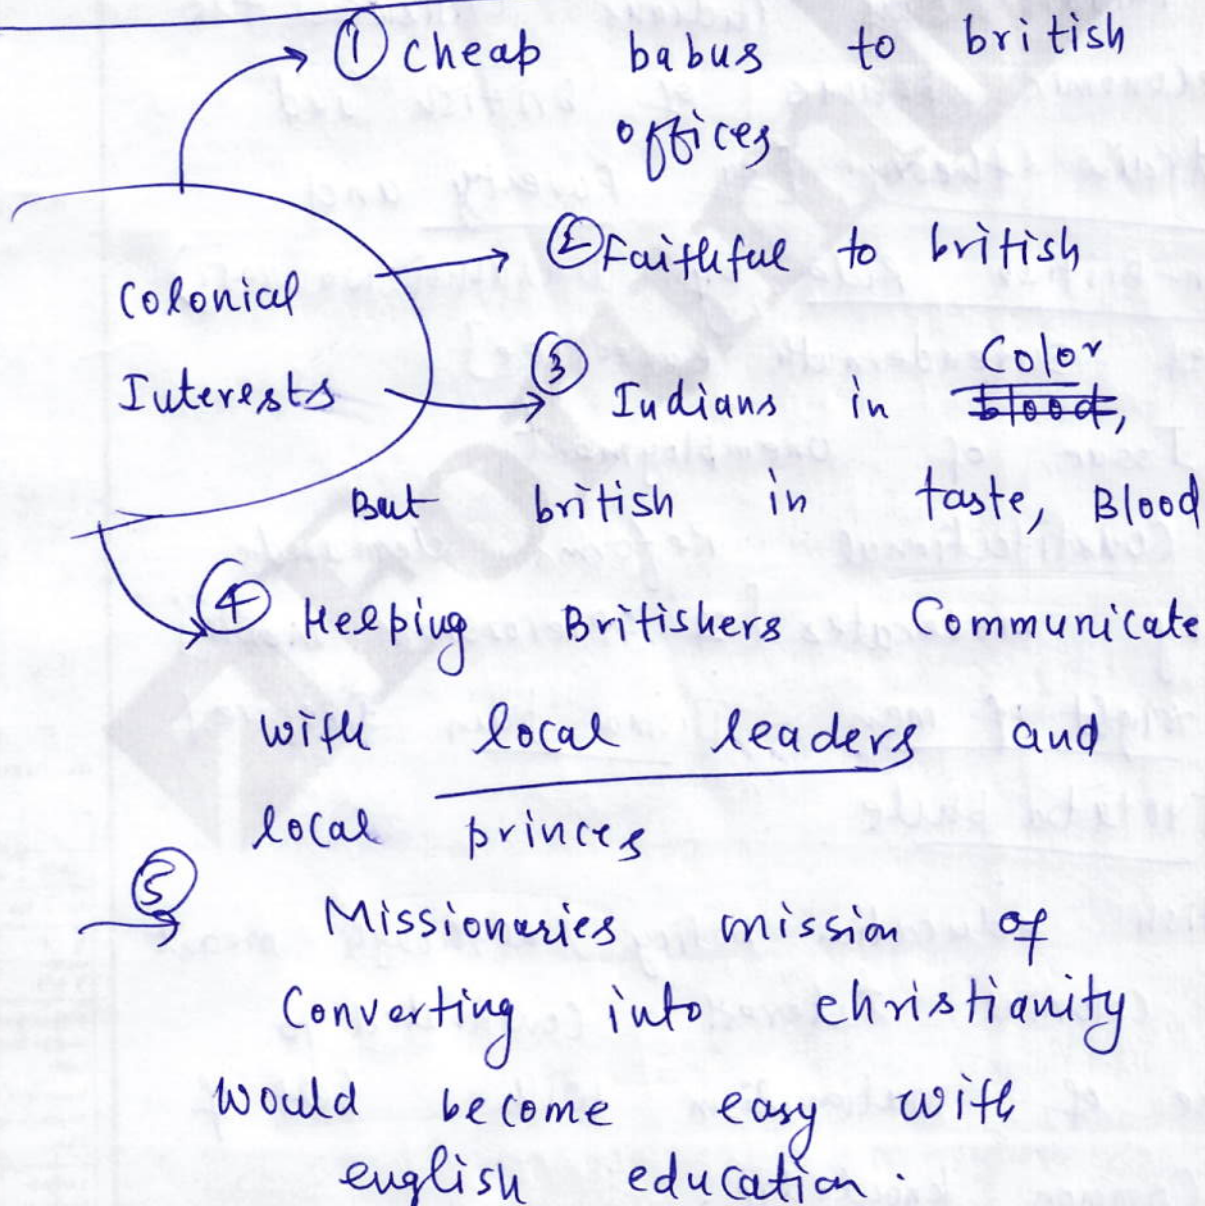 ① Cheap babus to british
offices
② Faithful to british
Colonial
Interests
③ Indians in Color blood,
But british in taste, Blood
④ Helping Britishers Communicate
with local leaders and
local princes
⑤ Missionaries mission of
Converting into christianity
would become easy with
english education.